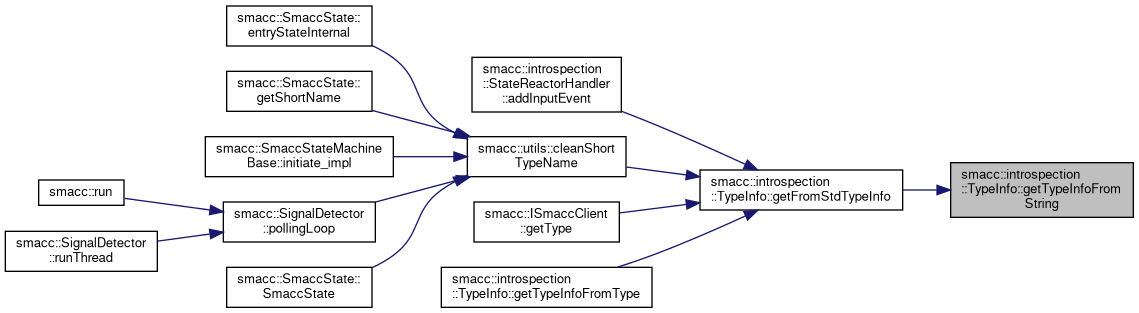 smacc::SmaccState::
entryStateInternal
smacc::introspection
::StateReactorHandler
::addInputEvent
smacc::SmaccState::
getShortName
smacc::SmaccStateMachine
Base::initiate_impl
smacc::utils::cleanShort
TypeName
smacc::introspection
::TypeInfo::getTypeInfoFrom
String
smacc::introspection
::TypeInfo::getFromStdTypeInfo
smacc::run
smacc::SignalDetector
::pollingLoop
smacc::ISmaccClient
::getType
smacc::SignalDetector
::runThread
smacc::SmaccState::
SmaccState
smacc::introspection
::TypeInfo::getTypeInfoFromType